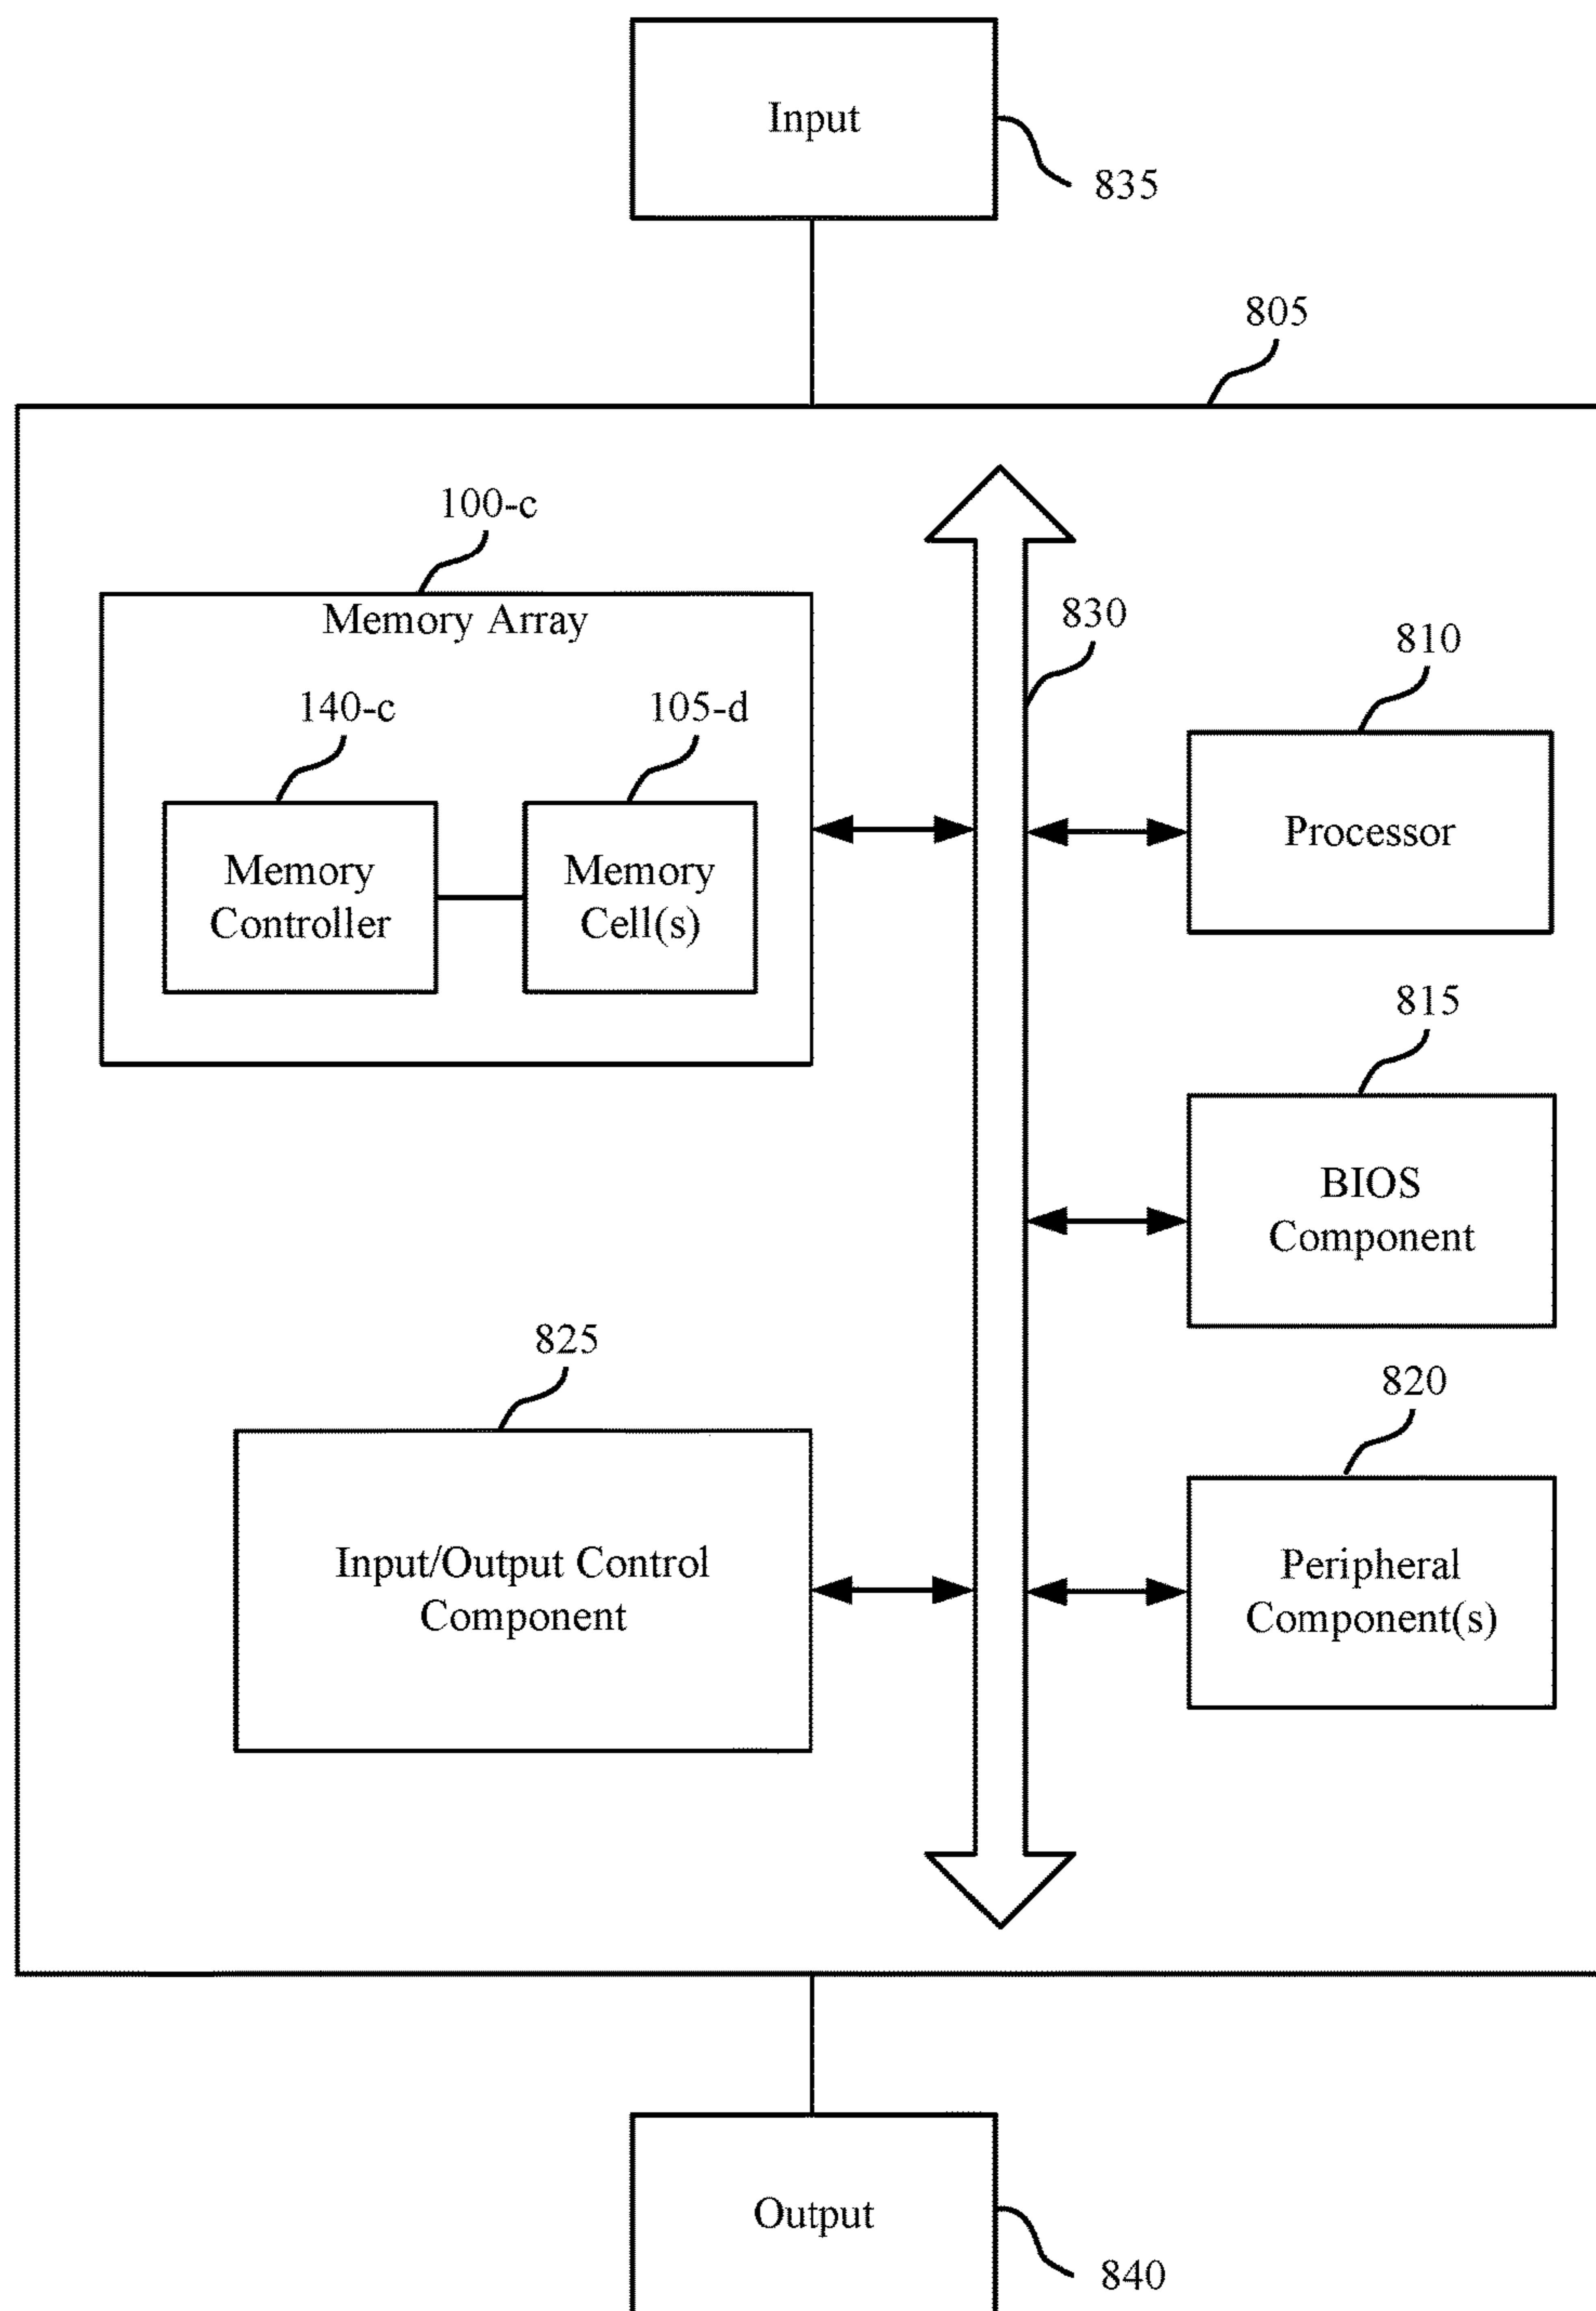 Input
835
805
100-c
Memory Array
830
810
140-c
105-d
Processor
Memory
Controller
Memory
Cell(s)
815
BIOS
Component
825
820
Input/Output Control
Component
Peripheral
Component(s)
Output
840